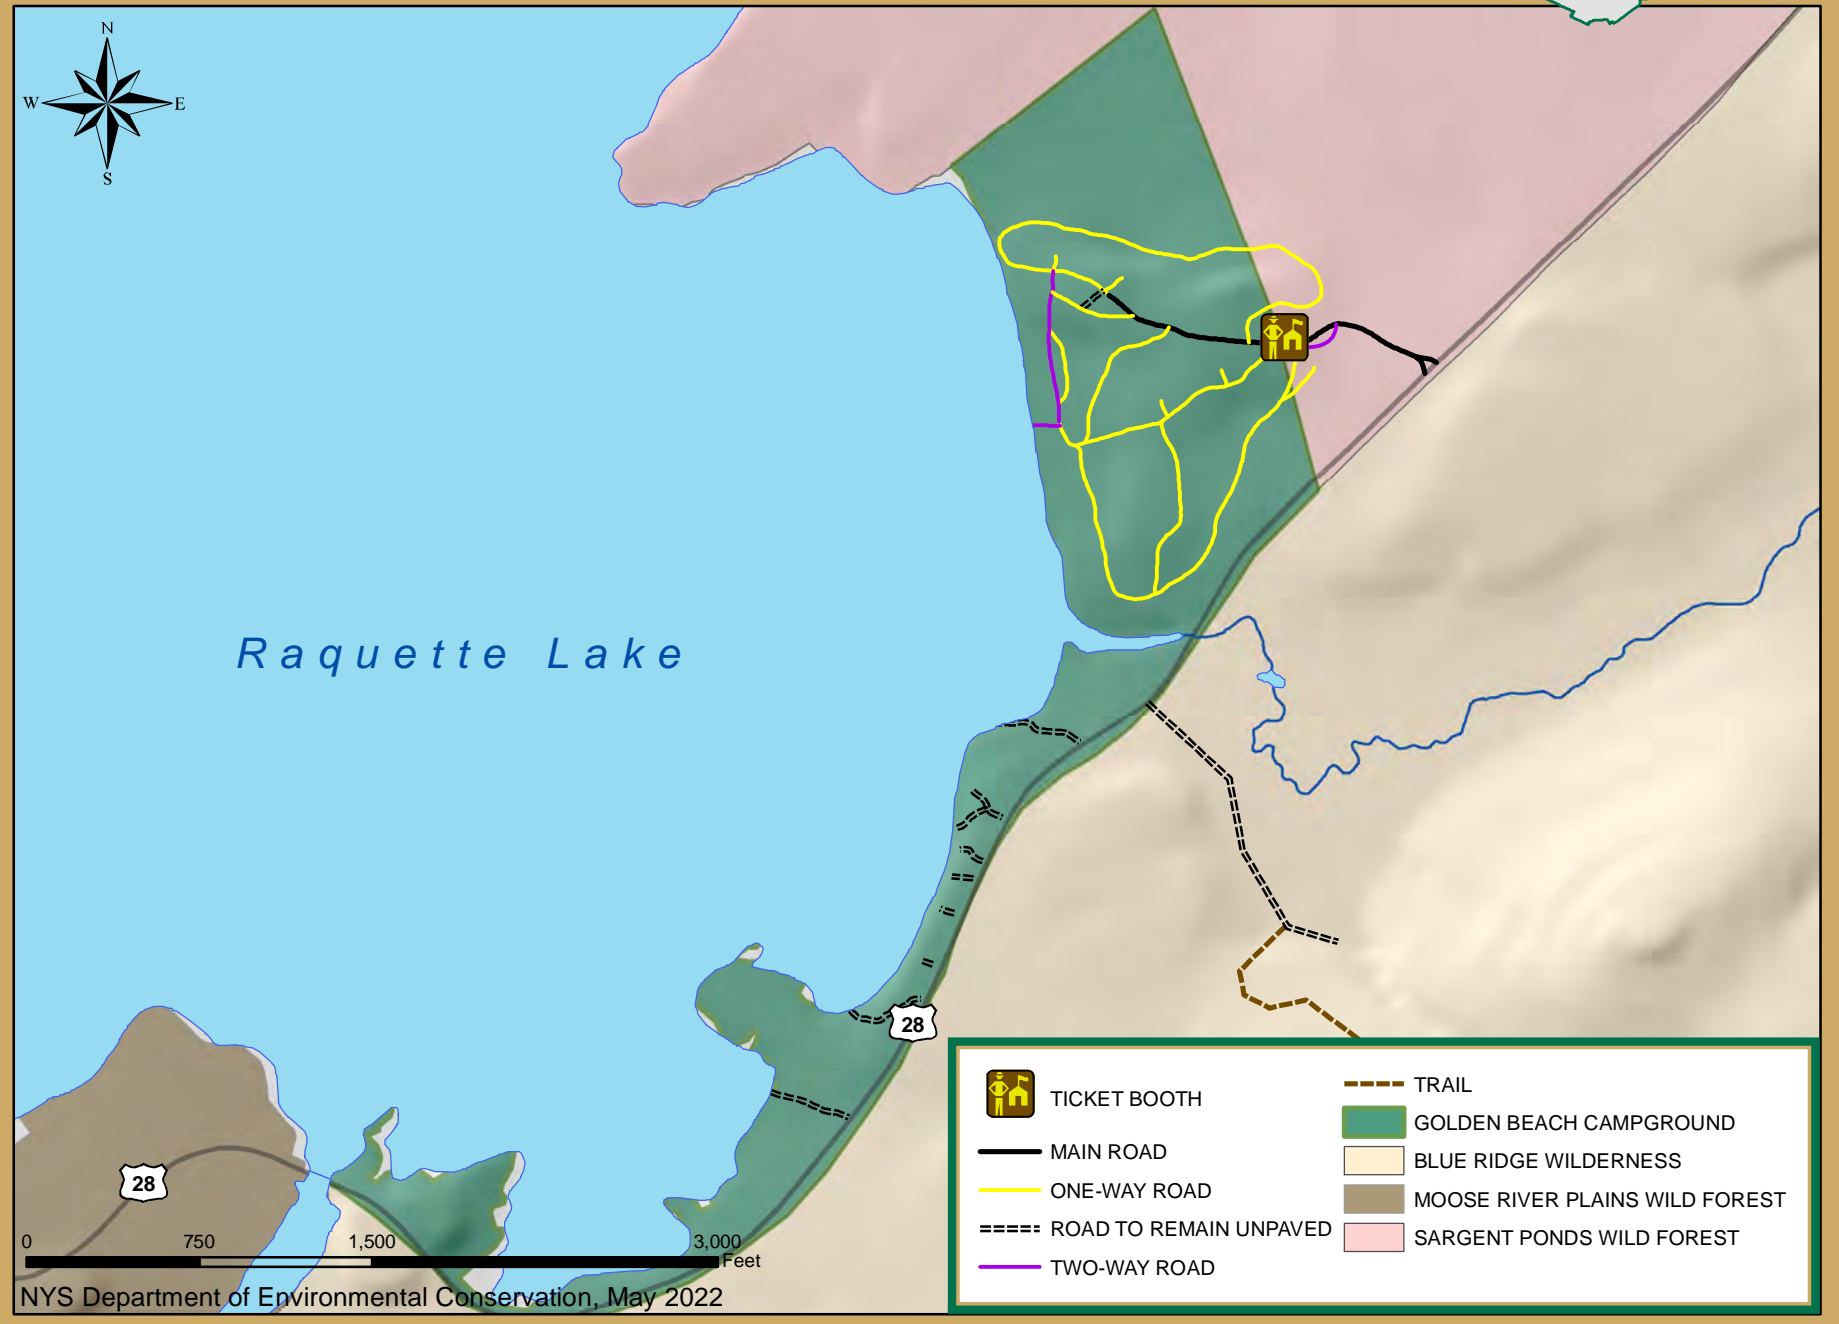 N
W
E
S
Raquette Lake
28
28
0
750
1,500
3,000
Feet
NYS Department of Environmental Conservation, May 2022
TICKET BOOTH
MAIN ROAD
ONE-WAY ROAD
ROAD TO REMAIN UNPAVED
TWO-WAY ROAD
TRAIL
GOLDEN BEACH CAMPGROUND
BLUE RIDGE WILDERNESS
MOOSE RIVER PLAINS WILD FOREST
SARGENT PONDS WILD FOREST